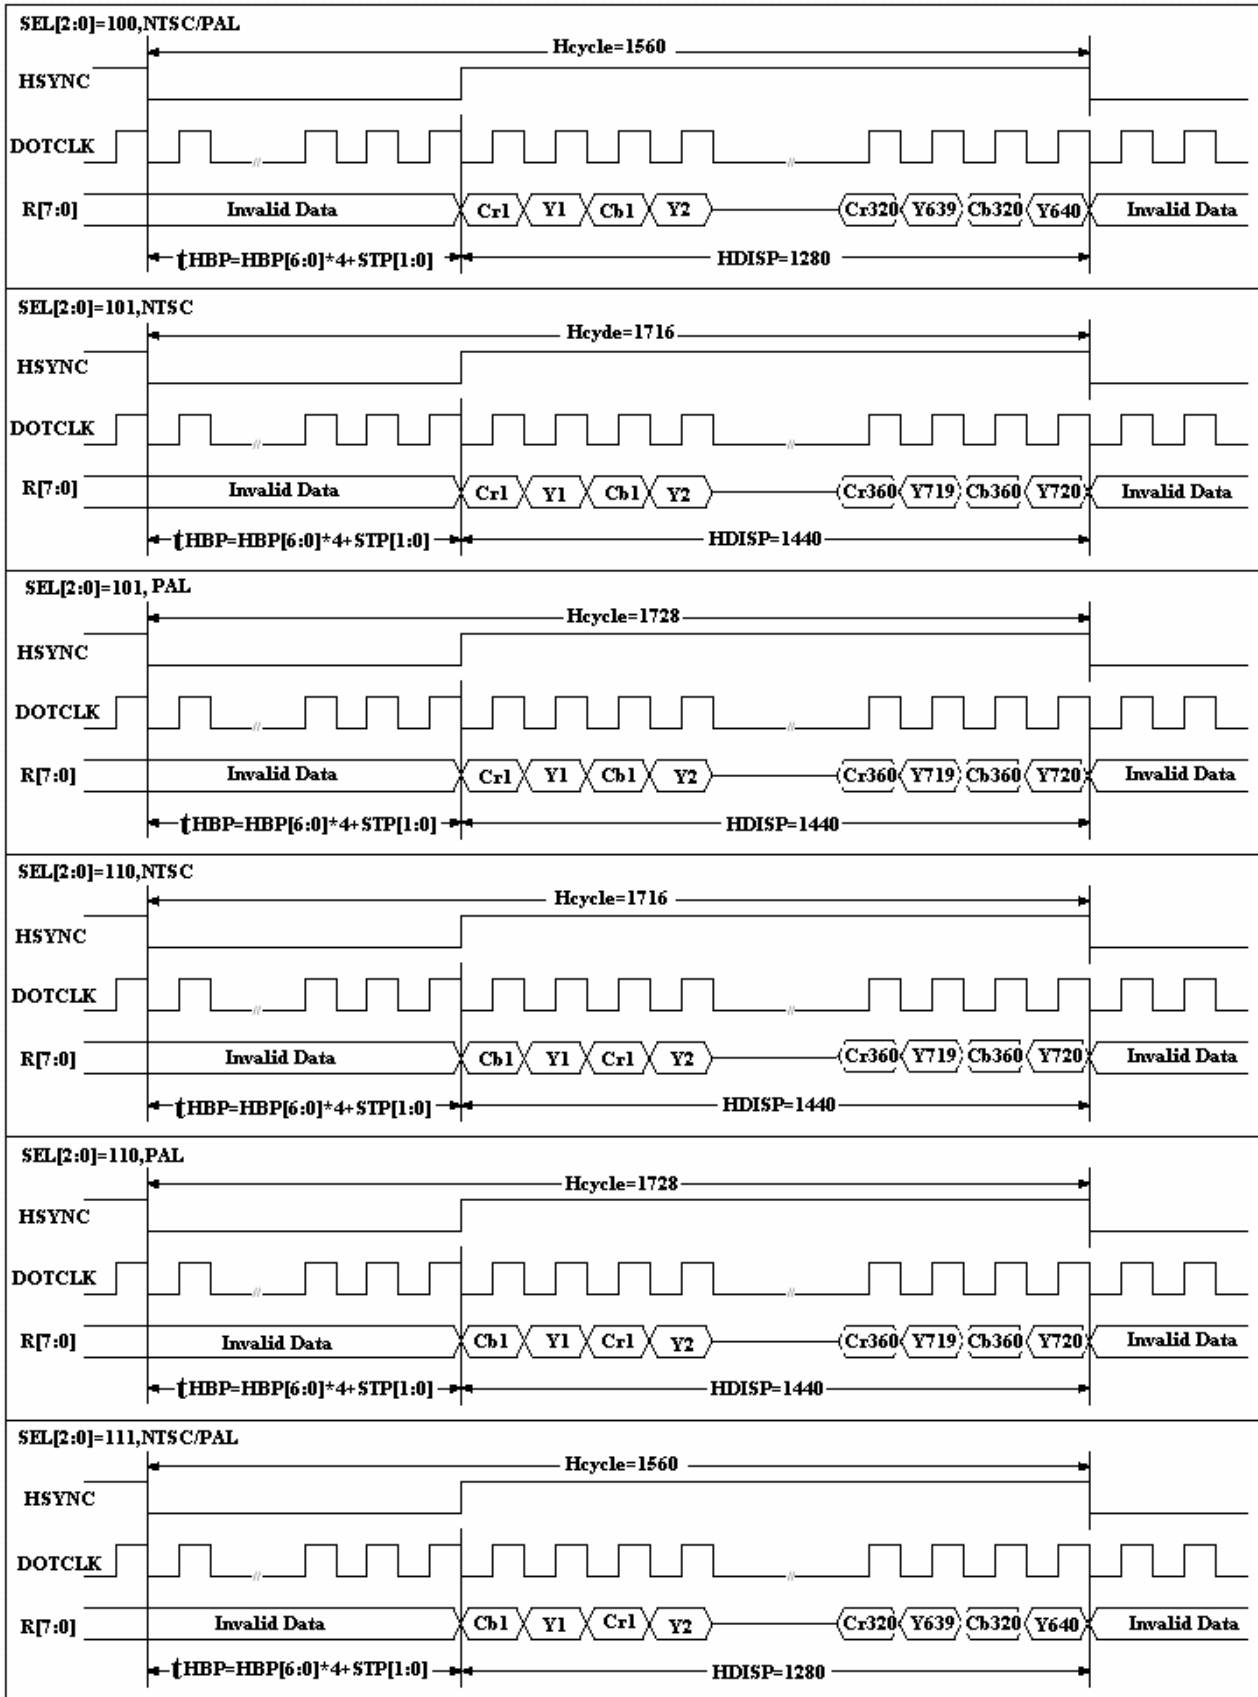 SEL[2:0]=100,NTSC/PAL
Hcycle=1560
HSYNC
DOTCLK
R[7:0] Invalid Data Cr1 Y1 Cb1 Y2 Cr320 Y639 Cb320 Y640 Invalid Data
tHBP=HBP[6:0]*4+STP[1:0] HDISP=1280
SEL[2:0]=101,NTSC
Hcyde=1716
HSYNC
DOTCLK
R[7:0] Invalid Data Cr1 Y1 Cb1 Y2 Cr360 Y719 Cb360 Y720 Invalid Data
tHBP=HBP[6:0]*4+STP[1:0] HDISP=1440
SEL[2:0]=101, PAL
Hcycle=1728
HSYNC
DOTCLK
R[7:0] Invalid Data Cr1 Y1 Cb1 Y2 Cr360 Y719 Cb360 Y720 Invalid Data
tHBP=HBP[6:0]*4+STP[1:0] HDISP=1440
SEL[2:0]=110,NTSC
Hcycle=1716
HSYNC
DOTCLK
R[7:0] Invalid Data Cb1 Y1 Cr1 Y2 Cr360 Y719 Cb360 Y720 Invalid Data
tHBP=HBP[6:0]*4+STP[1:0] HDISP=1440
SEL[2:0]=110,PAL
Hcycle=1728
HSYNC
DOTCLK
R[7:0] Invalid Data Cb1 Y1 Cr1 Y2 Cr360 Y719 Cb360 Y720 Invalid Data
tHBP=HBP[6:0]*4+STP[1:0] HDISP=1440
SEL[2:0]=111,NTSC/PAL
Hcycle=1560
HSYNC
DOTCLK
R[7:0] Invalid Data Cb1 Y1 Cr1 Y2 Cr320 Y639 Cb320 Y640 Invalid Data
tHBP=HBP[6:0]*4+STP[1:0] HDISP=1280